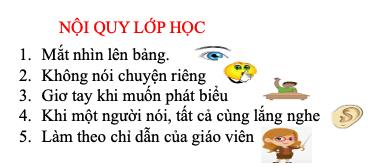 NỘI QUY LỚP HỌC
1. Mắt nhìn lên bảng.
2. Không nói chuyện riêng
3. Giơ tay khi muốn phát biểu
4. Khi một người nói, tất cả cùng lắng nghe
5. Làm theo chỉ dẫn của giáo viên